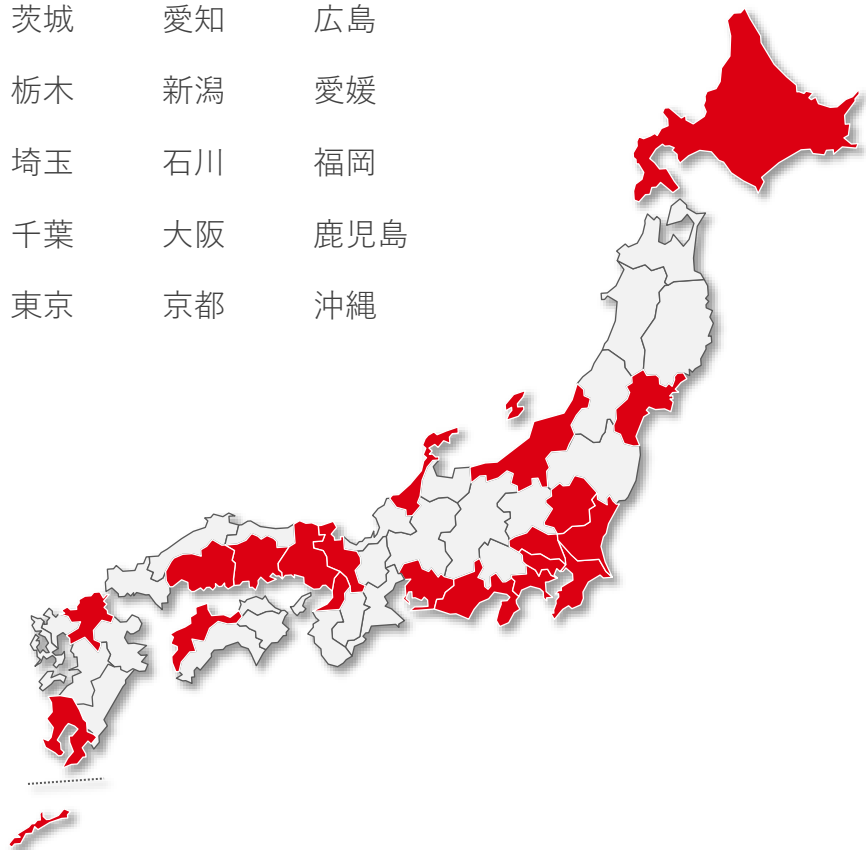 茨城 愛知 広島
栃木 新潟 愛媛
埼玉 石川 福岡
千葉 大阪 鹿児島
東京 京都 沖縄